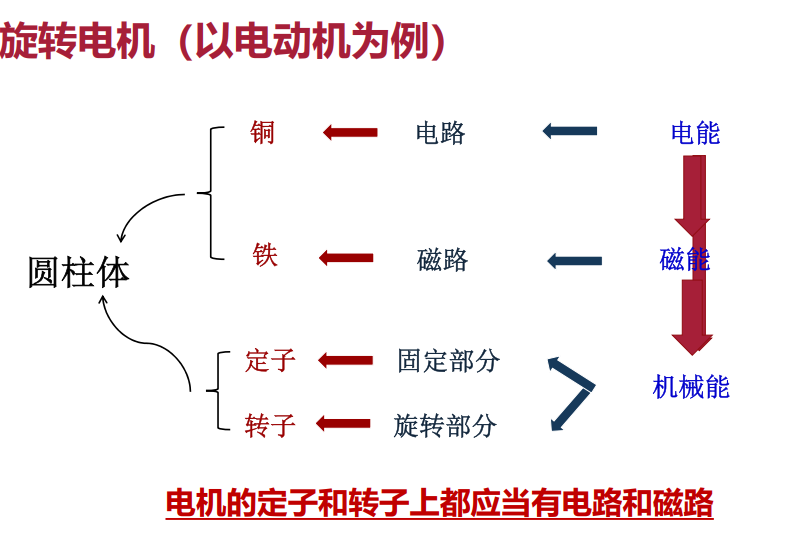 旋转电机（以电动机为例）
铜 电路 电能
铁 磁路 磁能
圆柱体
定子 固定部分
机械能
转子 旋转部分
电机的定子和转子上都应当有电路和磁路